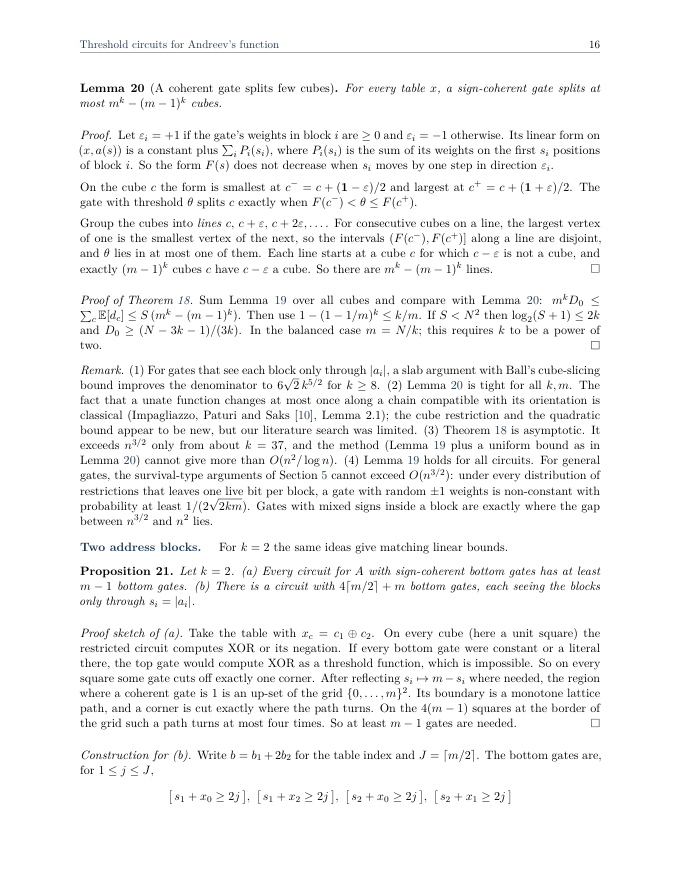 Threshold circuits for Andreev's function 16
Lemma 20 (A coherent gate splits few cubes). For every table x, a sign-coherent gate splits at
most m^k − (m − 1)^k cubes.
Proof. Let ε_i = +1 if the gate's weights in block i are ≥ 0 and ε_i = −1 otherwise. Its linear form on
(x, a(s)) is a constant plus ∑_i P_i(s_i), where P_i(s_i) is the sum of its weights on the first s_i positions
of block i. So the form F(s) does not decrease when s_i moves by one step in direction ε_i.
On the cube c the form is smallest at c^− = c + (1 − ε)/2 and largest at c^+ = c + (1 + ε)/2. The
gate with threshold θ splits c exactly when F(c^−) < θ ≤ F(c^+).
Group the cubes into lines c, c + ε, c + 2ε, . . . . For consecutive cubes on a line, the largest vertex
of one is the smallest vertex of the next, so the intervals (F(c^−), F(c^+)] along a line are disjoint,
and θ lies in at most one of them. Each line starts at a cube c for which c − ε is not a cube, and
exactly (m − 1)^k cubes c have c − ε a cube. So there are m^k − (m − 1)^k lines. □
Proof of Theorem 18. Sum Lemma 19 over all cubes and compare with Lemma 20: m^k D_0 ≤
∑_c 𝔼[d_c] ≤ S (m^k − (m − 1)^k). Then use 1 − (1 − 1/m)^k ≤ k/m. If S < N^2 then log_2(S + 1) ≤ 2k
and D_0 ≥ (N − 3k − 1)/(3k). In the balanced case m = N/k; this requires k to be a power of
two. □
Remark. (1) For gates that see each block only through |a_i|, a slab argument with Ball's cube-slicing
bound improves the denominator to 6√2 k^{5/2} for k ≥ 8. (2) Lemma 20 is tight for all k, m. The
fact that a unate function changes at most once along a chain compatible with its orientation is
classical (Impagliazzo, Paturi and Saks [10], Lemma 2.1); the cube restriction and the quadratic
bound appear to be new, but our literature search was limited. (3) Theorem 18 is asymptotic. It
exceeds n^{3/2} only from about k = 37, and the method (Lemma 19 plus a uniform bound as in
Lemma 20) cannot give more than O(n^2/ log n). (4) Lemma 19 holds for all circuits. For general
gates, the survival-type arguments of Section 5 cannot exceed O(n^{3/2}): under every distribution of
restrictions that leaves one live bit per block, a gate with random ±1 weights is non-constant with
probability at least 1/(2√2km). Gates with mixed signs inside a block are exactly where the gap
between n^{3/2} and n^2 lies.
Two address blocks. For k = 2 the same ideas give matching linear bounds.
Proposition 21. Let k = 2. (a) Every circuit for A with sign-coherent bottom gates has at least
m − 1 bottom gates. (b) There is a circuit with 4⌈m/2⌉ + m bottom gates, each seeing the blocks
only through s_i = |a_i|.
Proof sketch of (a). Take the table with x_c = c_1 ⊕ c_2. On every cube (here a unit square) the
restricted circuit computes XOR or its negation. If every bottom gate were constant or a literal
there, the top gate would compute XOR as a threshold function, which is impossible. So on every
square some gate cuts off exactly one corner. After reflecting s_i ↦ m − s_i where needed, the region
where a coherent gate is 1 is an up-set of the grid {0, . . . , m}^2. Its boundary is a monotone lattice
path, and a corner is cut exactly where the path turns. On the 4(m − 1) squares at the border of
the grid such a path turns at most four times. So at least m − 1 gates are needed. □
Construction for (b). Write b = b_1 + 2b_2 for the table index and J = ⌈m/2⌉. The bottom gates are,
for 1 ≤ j ≤ J,
[ s_1 + x_0 ≥ 2j ], [ s_1 + x_2 ≥ 2j ], [ s_2 + x_0 ≥ 2j ], [ s_2 + x_1 ≥ 2j ]